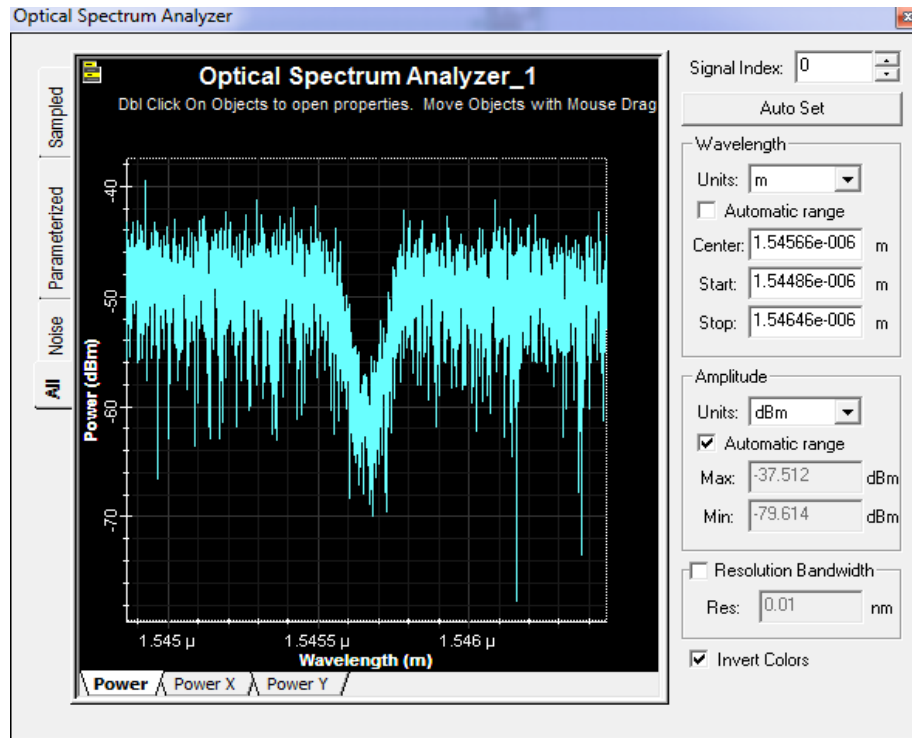 Optical Spectrum Analyzer
Sampled
Parameterized
Noise
All
Optical Spectrum Analyzer_1
Dbl Click On Objects to open properties. Move Objects with Mouse Drag
Power (dBm)
-40
-50
-60
-70
1.545 µ
1.5455 µ
1.546 µ
Wavelength (m)
Power
Power X
Power Y
Signal Index: 0
Auto Set
Wavelength
Units: m
Automatic range
Center: 1.54566e-006 m
Start: 1.54486e-006 m
Stop: 1.54646e-006 m
Amplitude
Units: dBm
Automatic range
Max: -37.512 dBm
Min: -79.614 dBm
Resolution Bandwidth
Res: 0.01 nm
Invert Colors